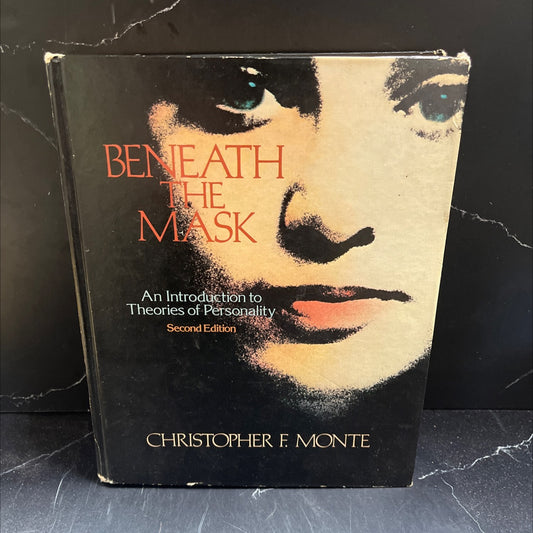 BENEATH
THE
MASK
An Introduction to
Theories of Personality
Second Edition
CHRISTOPHER F. MONTE